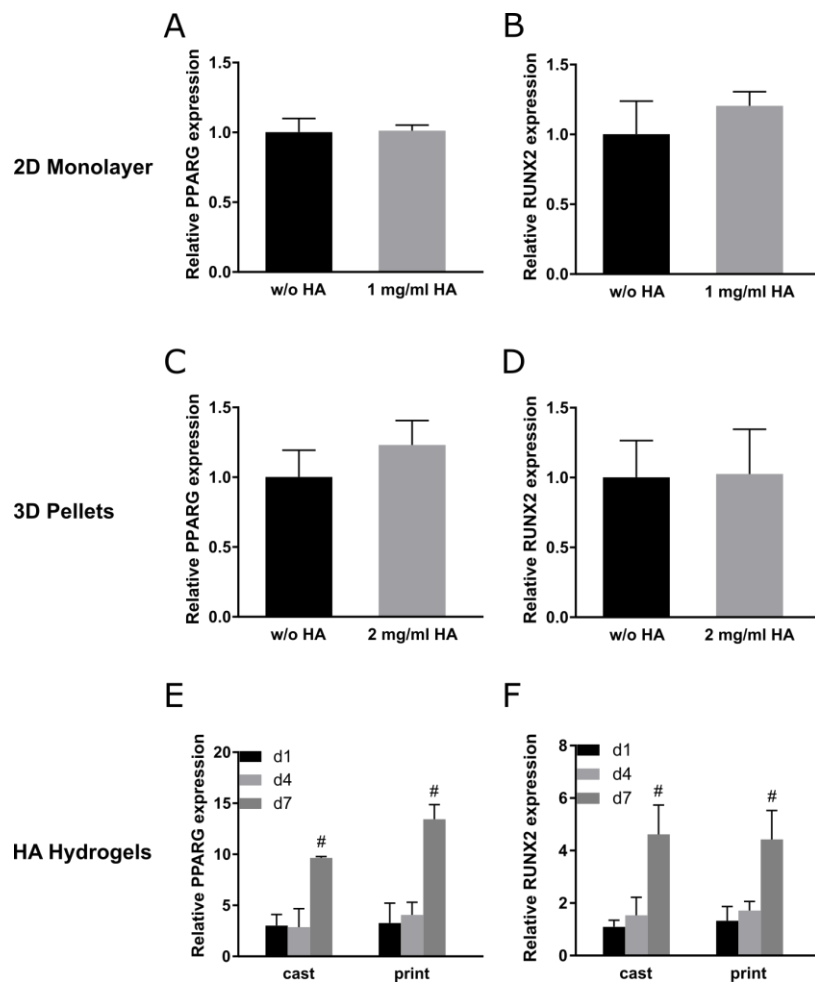 A
B
Relative PPARG expression
1.5
1.0
0.5
0.0
w/o HA
1 mg/ml HA
Relative RUNX2 expression
1.5
1.0
0.5
0.0
w/o HA
1 mg/ml HA
2D Monolayer
C
D
Relative PPARG expression
1.5
1.0
0.5
0.0
w/o HA
2 mg/ml HA
Relative RUNX2 expression
1.5
1.0
0.5
0.0
w/o HA
2 mg/ml HA
3D Pellets
E
F
Relative PPARG expression
20
15
10
5
0
d1
d4
d7
#
#
cast
print
Relative RUNX2 expression
8
6
4
2
0
d1
d4
d7
#
#
cast
print
HA Hydrogels